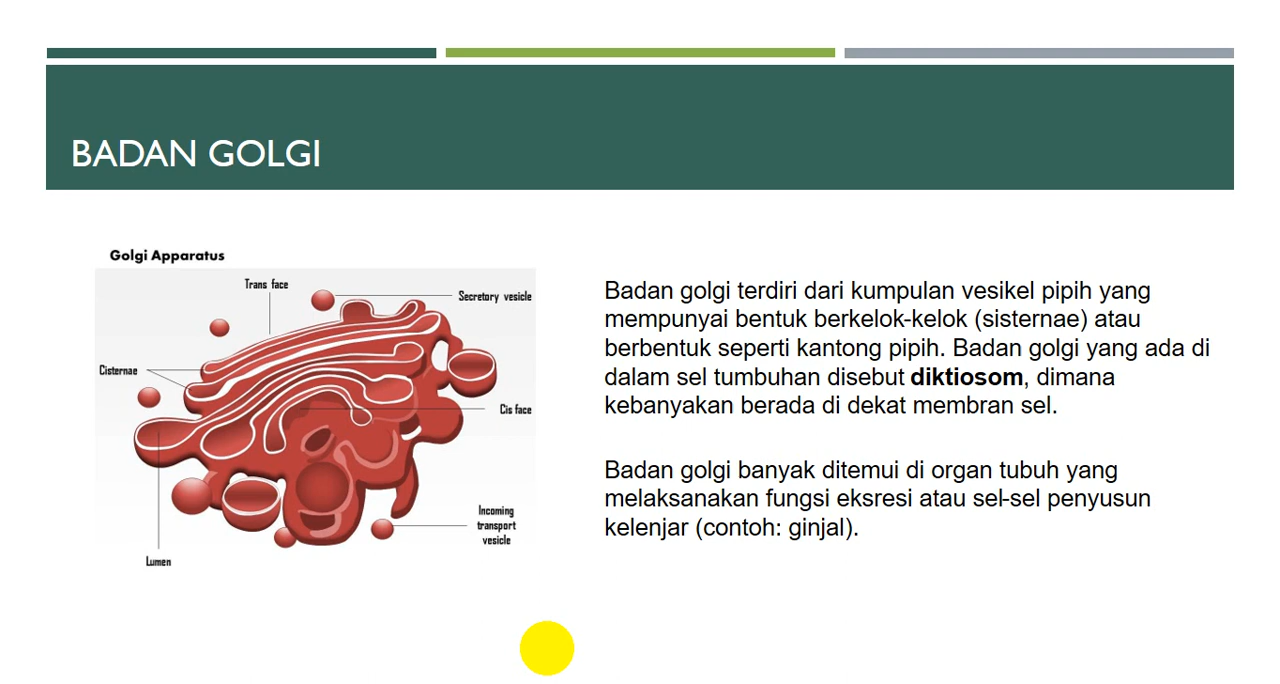 BADAN GOLGI
Golgi Apparatus
Trans face
Secretory vesicle
Cisternae
Cis face
Incoming
transport
vesicle
Lumen
Badan golgi terdiri dari kumpulan vesikel pipih yang
mempunyai bentuk berkelok-kelok (sisternae) atau
berbentuk seperti kantong pipih. Badan golgi yang ada di
dalam sel tumbuhan disebut diktiosom, dimana
kebanyakan berada di dekat membran sel.
Badan golgi banyak ditemui di organ tubuh yang
melaksanakan fungsi eksresi atau sel-sel penyusun
kelenjar (contoh: ginjal).